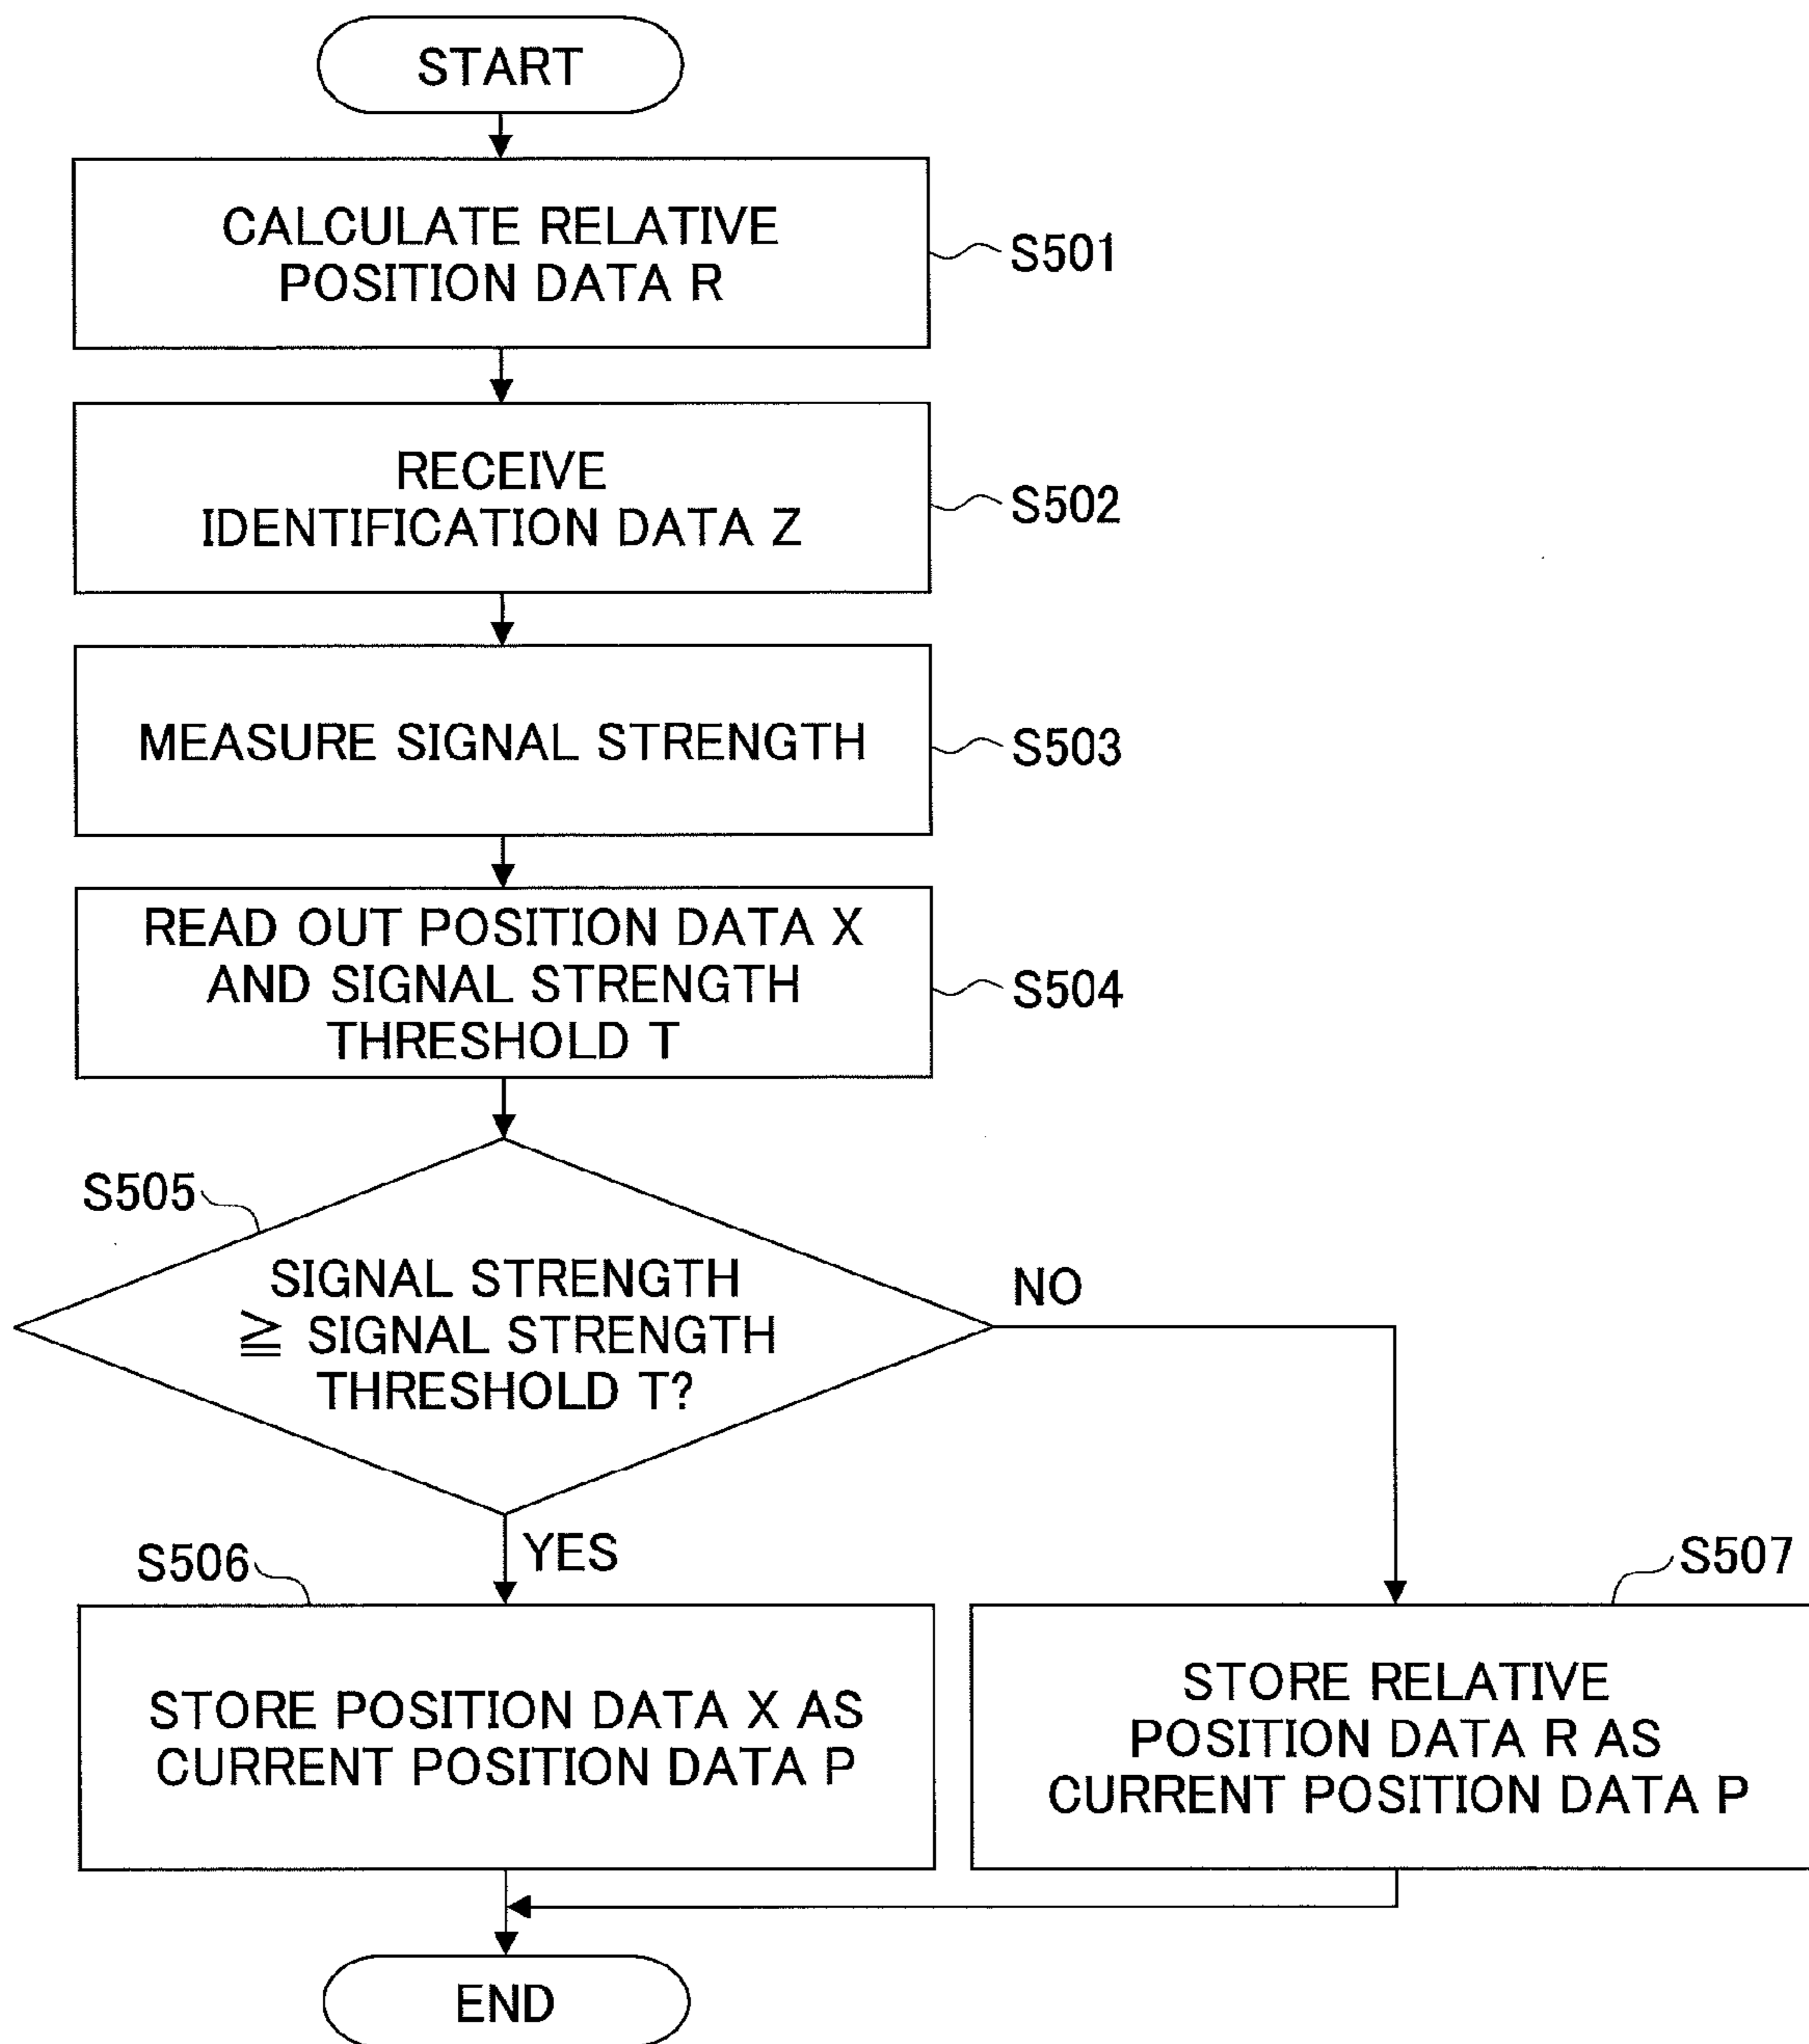 START
CALCULATE RELATIVE
POSITION DATA R
S501
RECEIVE
IDENTIFICATION DATA Z
S502
MEASURE SIGNAL STRENGTH
S503
READ OUT POSITION DATA X
AND SIGNAL STRENGTH
THRESHOLD T
S504
S505
SIGNAL STRENGTH
≧ SIGNAL STRENGTH
THRESHOLD T?
NO
YES
S506
STORE POSITION DATA X AS
CURRENT POSITION DATA P
S507
STORE RELATIVE
POSITION DATA R AS
CURRENT POSITION DATA P
END